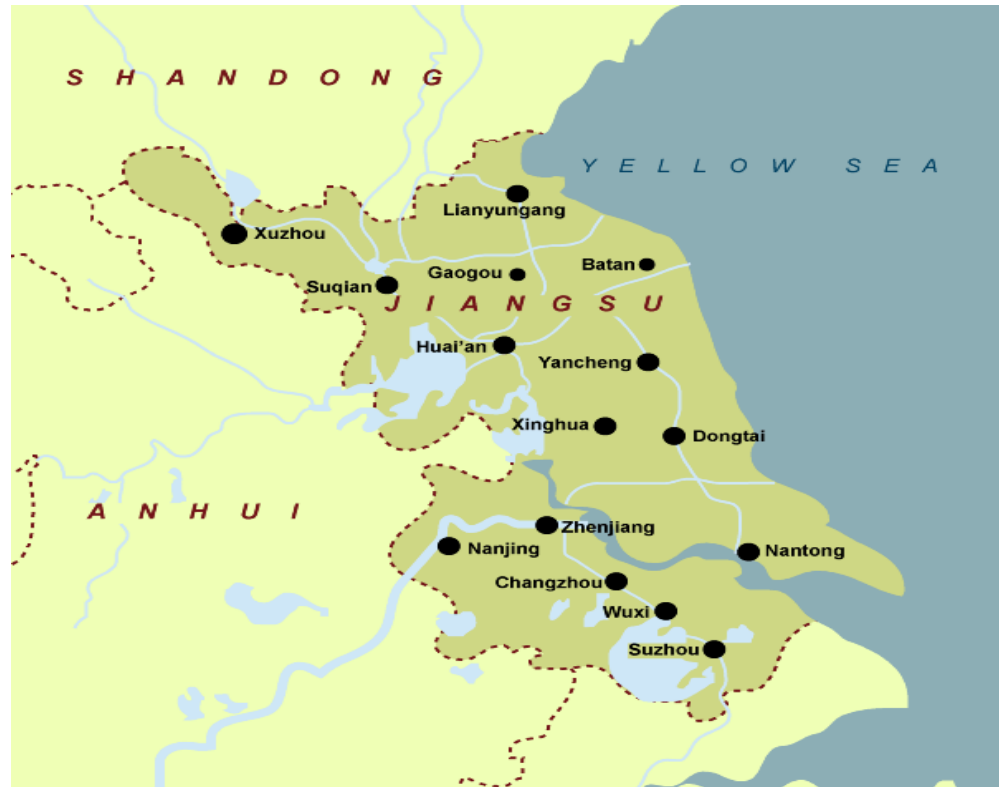 SHANDONG
YELLOW SEA
Lianyungang
Xuzhou
Batan
Gaogou
Suqian
JIANGSU
Huai'an
Yancheng
Xinghua
Dongtai
ANHUI
Zhenjiang
Nanjing
Nantong
Changzhou
Wuxi
Suzhou